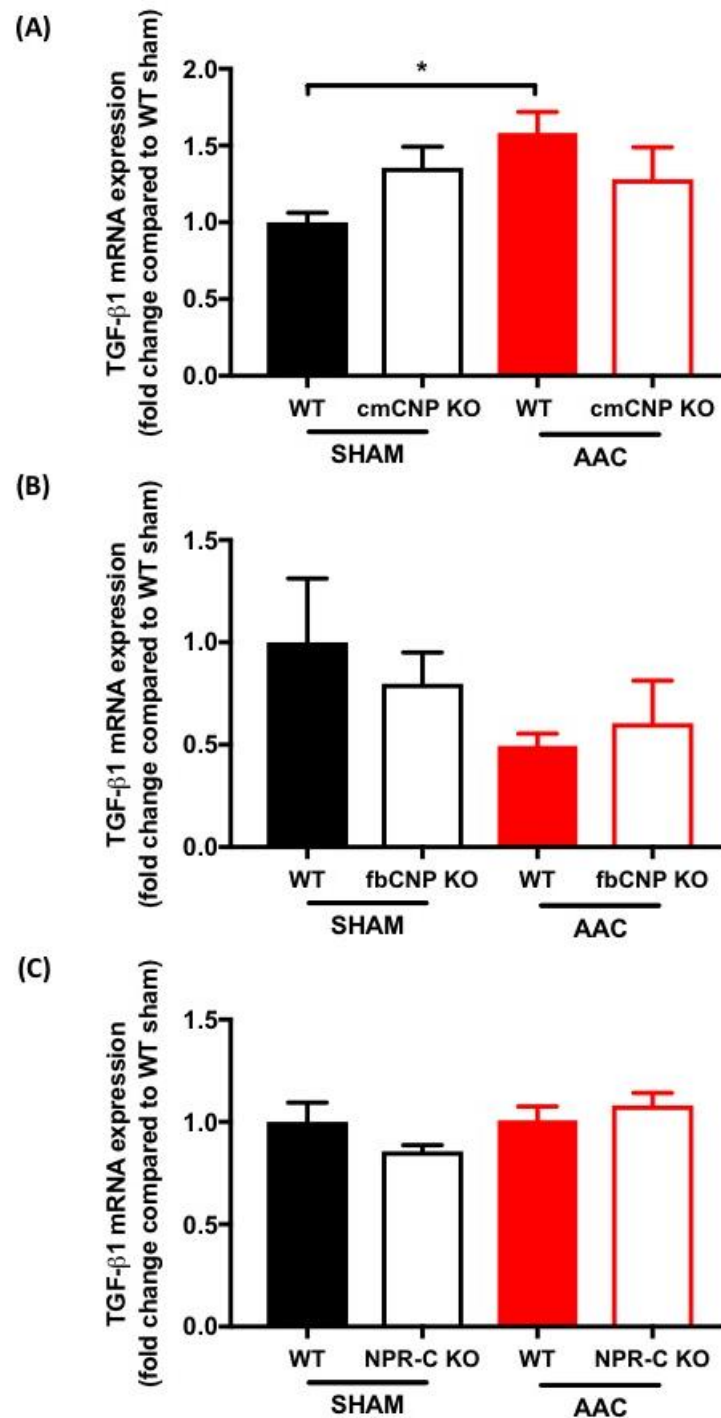 (A)
TGF-β1 mRNA expression
(fold change compared to WT sham)
2.0
1.5
1.0
0.5
0.0
*
WT cmCNP KO WT cmCNP KO
SHAM AAC
(B)
TGF-β1 mRNA expression
(fold change compared to WT sham)
1.5
1.0
0.5
0.0
WT fbCNP KO WT fbCNP KO
SHAM AAC
(C)
TGF-β1 mRNA expression
(fold change compared to WT sham)
1.5
1.0
0.5
0.0
WT NPR-C KO WT NPR-C KO
SHAM AAC